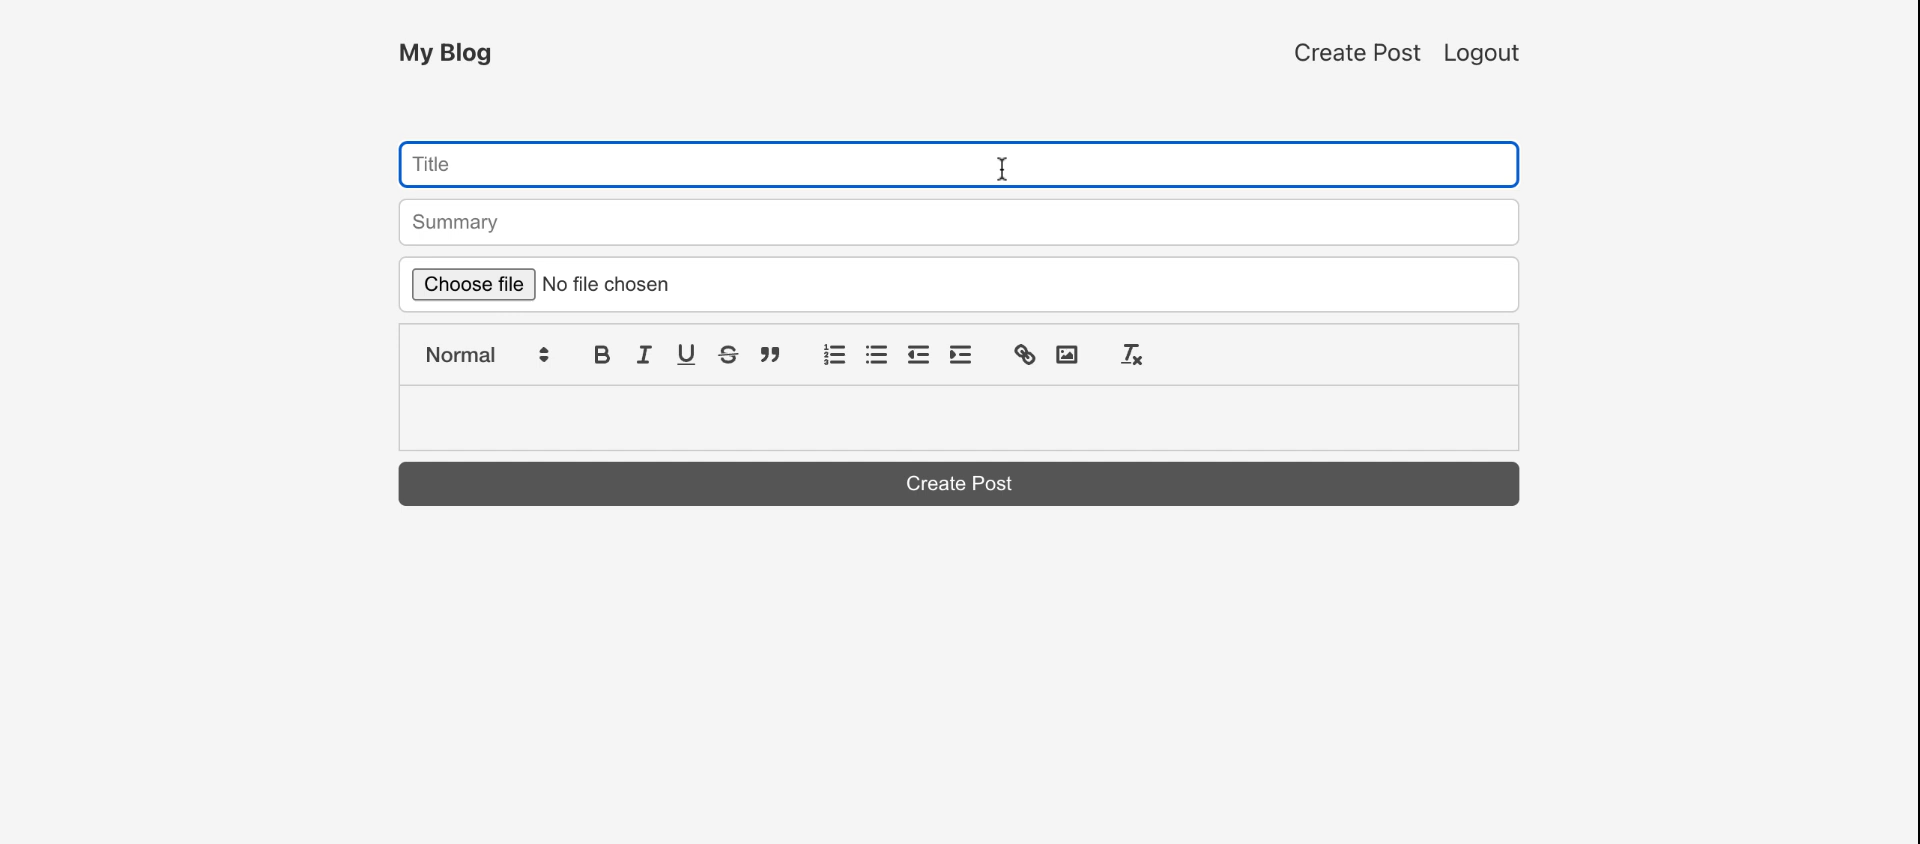 My Blog Create Post Logout
Title
Summary
Choose file No file chosen
Normal
Create Post